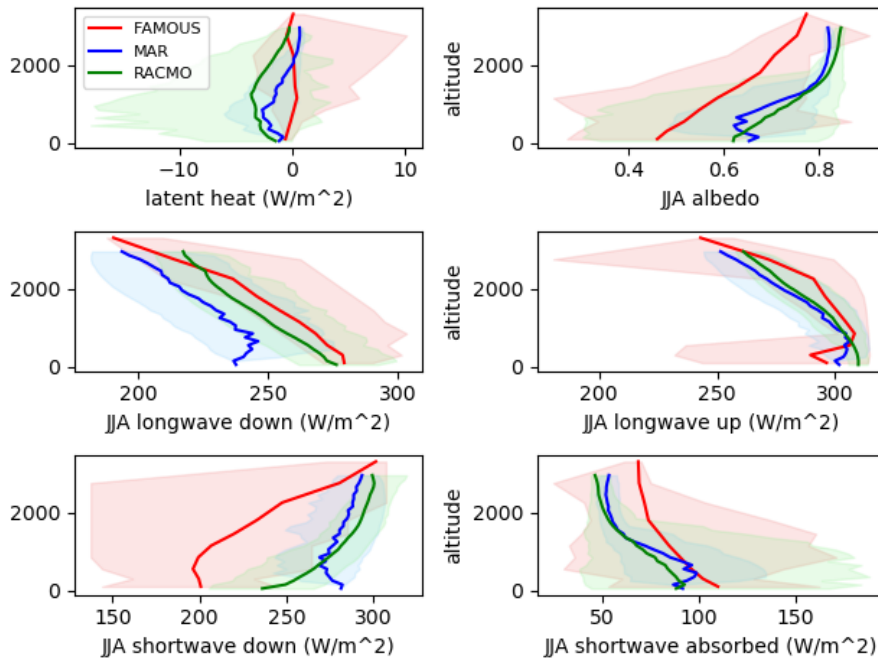 FAMOUS
MAR
RACMO
2000
0
−10
0
10
latent heat (W/m^2)
altitude
2000
0
0.4
0.6
0.8
JJA albedo
2000
0
200
250
300
JJA longwave down (W/m^2)
altitude
2000
0
200
250
300
JJA longwave up (W/m^2)
2000
0
150
200
250
300
JJA shortwave down (W/m^2)
altitude
2000
0
50
100
150
JJA shortwave absorbed (W/m^2)